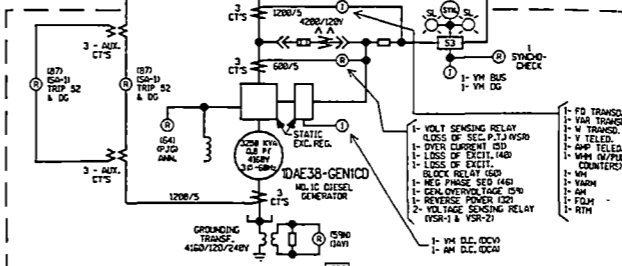 3 CT'S
1200/5
4200/120V
I
SYN.
SL
SL
S3
I
R
1 SYNCHO-CHECK
1- VM BUS
1- VM DG
3 - AUX. CT'S
R
R
(87)
(SA-1)
TRIP 52
& DG
(87)
(SA-1)
TRIP 52
& DG
3 CT'S
600/5
R
R
(64)
(PJG)
ANN.
STATIC
EXC.REG.
I
3250 KVA
0.8 PF
4160V
3∅-60Hz
1DAE38-GEN1CD
NO.1C DIESEL
GENERATOR
3 - AUX. CT'S
1200/5
3 CT'S
GROUNDING
TRANSF.
4160/120/240V
R
(59N)
(IAV)
1- VOLT SENSING RELAY
(LOSS OF SEC.P.T.) (VSR)
1- OVER CURRENT (51)
1- LOSS OF EXCIT. (40)
1- LOSS OF EXCIT.
BLOCK RELAY (60)
1- NEG PHASE SEQ (46)
1- GEN.OVERVOLTAGE (59)
1- REVERSE POWER (32)
2- VOLTAGE SENSING RELAY
(VSR-1 & VSR-2)
1- VM D.C. (DCV)
1- AM D.C. (DCA)
1- FQ TRANSD.
1- VAR TRANSD.
1- W TRANSD.
1- V TELED.
1- AMP TELED.
1- WHM (W/PUL
COUNTERS)
1- WM
1- VARM
1- AM
1- FQ.M
1- RTM